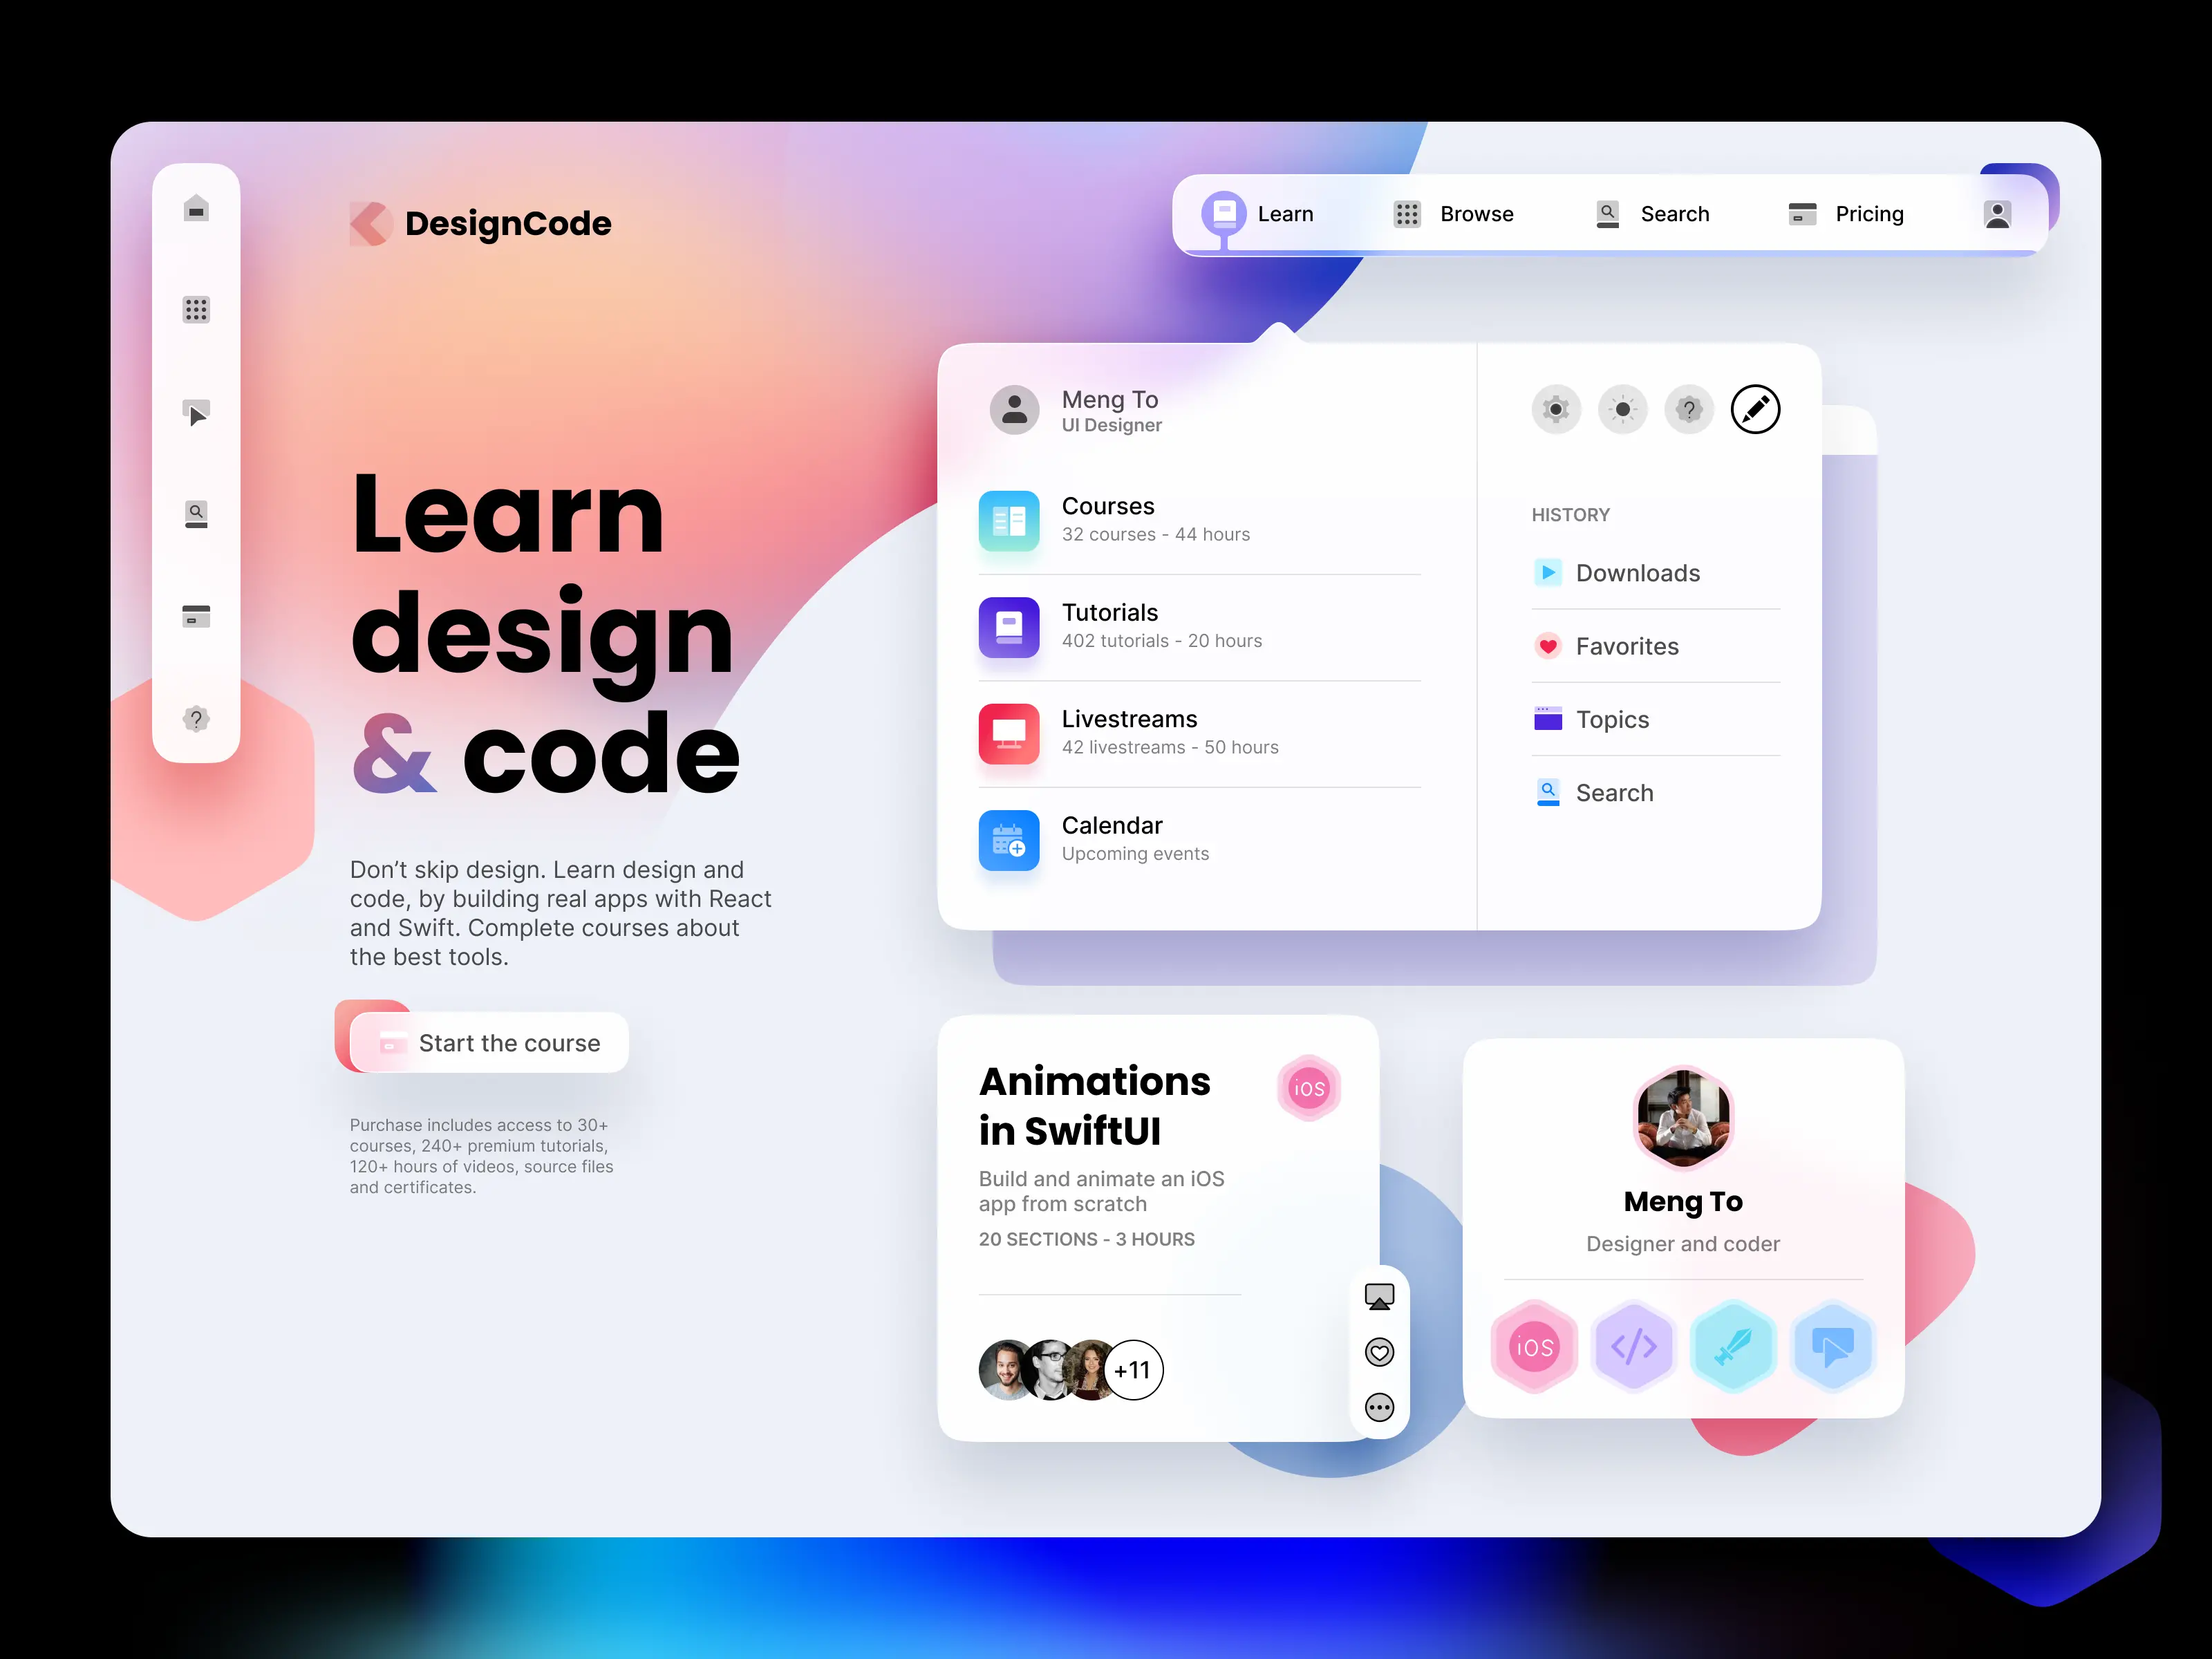 DesignCode
Learn
Browse
Search
Pricing
Learn
design
& code
Don’t skip design. Learn design and
code, by building real apps with React
and Swift. Complete courses about
the best tools.
Start the course
Purchase includes access to 30+
courses, 240+ premium tutorials,
120+ hours of videos, source files
and certificates.
Meng To
UI Designer
Courses
32 courses - 44 hours
Tutorials
402 tutorials - 20 hours
Livestreams
42 livestreams - 50 hours
Calendar
Upcoming events
HISTORY
Downloads
Favorites
Topics
Search
Animations
in SwiftUI
iOS
Build and animate an iOS
app from scratch
20 SECTIONS - 3 HOURS
+11
Meng To
Designer and coder
iOS